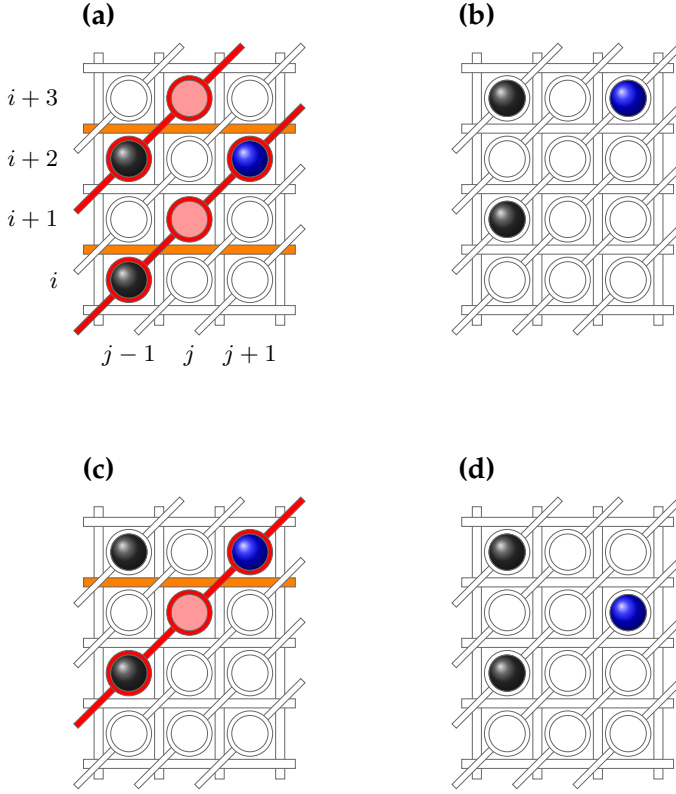 (a) (b)
i + 3
i + 2
i + 1
i
j − 1 j j + 1
(c) (d)